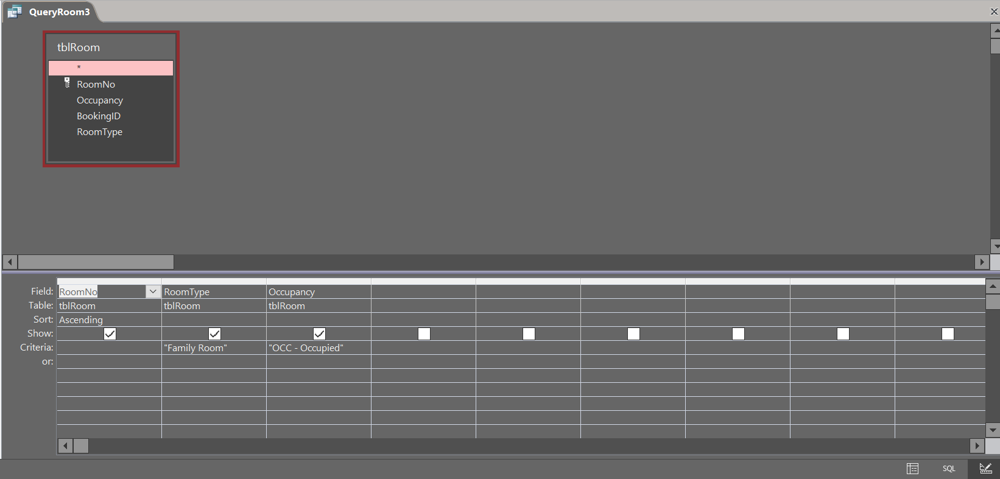 QueryRoom3
tblRoom
*
RoomNo
Occupancy
BookingID
RoomType
Field: RoomNo RoomType Occupancy
Table: tblRoom tblRoom tblRoom
Sort: Ascending
Show:
Criteria: "Family Room" "OCC - Occupied"
or:
SQL